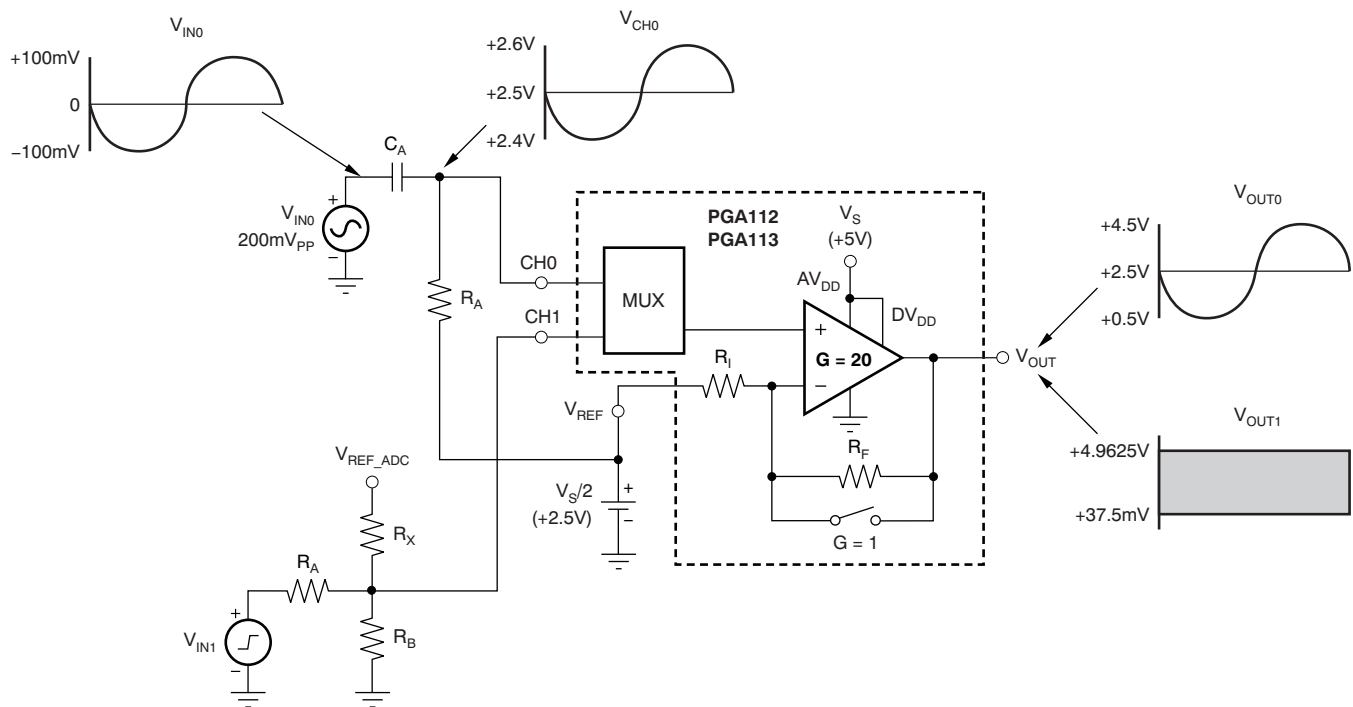 V_IN0
+100mV
0
−100mV
V_CH0
+2.6V
+2.5V
+2.4V
C_A
+
V_IN0
200mV_PP
−
R_A
CH0
CH1
MUX
PGA112
PGA113
V_S
(+5V)
AV_DD
DV_DD
+
G = 20
−
R_I
V_REF
R_F
G = 1
V_OUT
V_OUT0
+4.5V
+2.5V
+0.5V
V_OUT1
+4.9625V
+37.5mV
V_REF_ADC
R_X
V_S/2
(+2.5V)
+
−
R_A
+
V_IN1
−
R_B